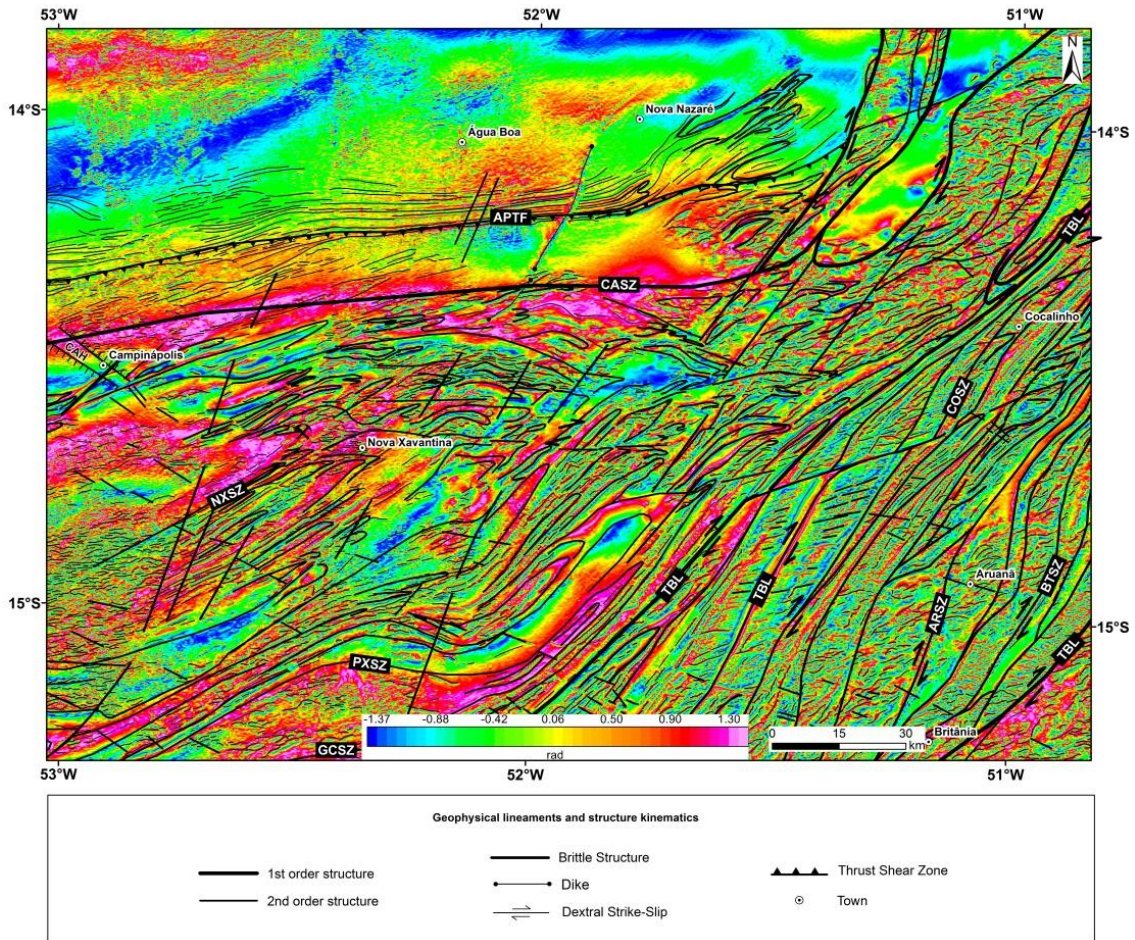 53°W 52°W 51°W
N
14°S
14°S
Nova Nazaré
Água Boa
APTF
TBL
CASZ
Cocalinho
CAH
Campinápolis
COSZ
Nova Xavantina
NXSZ
TBL
TBL
Aruanã
BTSZ
ARSZ
15°S
15°S
TBL
PXSZ
-1.37 -0.88 -0.42 0.06 0.50 0.90 1.30
rad
0 15 30
km
Britânia
GCSZ
53°W 52°W 51°W
Geophysical lineaments and structure kinematics
1st order structure
2nd order structure
Brittle Structure
Dike
Dextral Strike-Slip
Thrust Shear Zone
Town